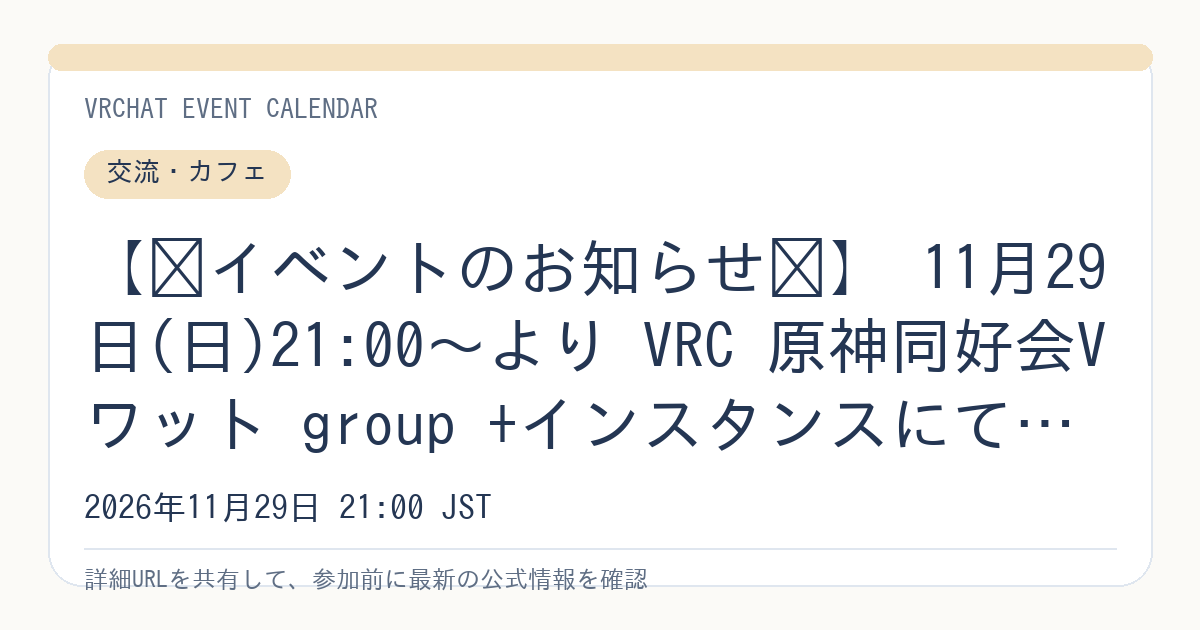 VRCHAT EVENT CALENDAR
交流・カフェ
【☒イベントのお知らせ☒】 11月29
日(日)21:00～より VRC 原神同好会V
ワット group +インスタンスにて…
2026年11月29日 21:00 JST
詳細URLを共有して、参加前に最新の公式情報を確認